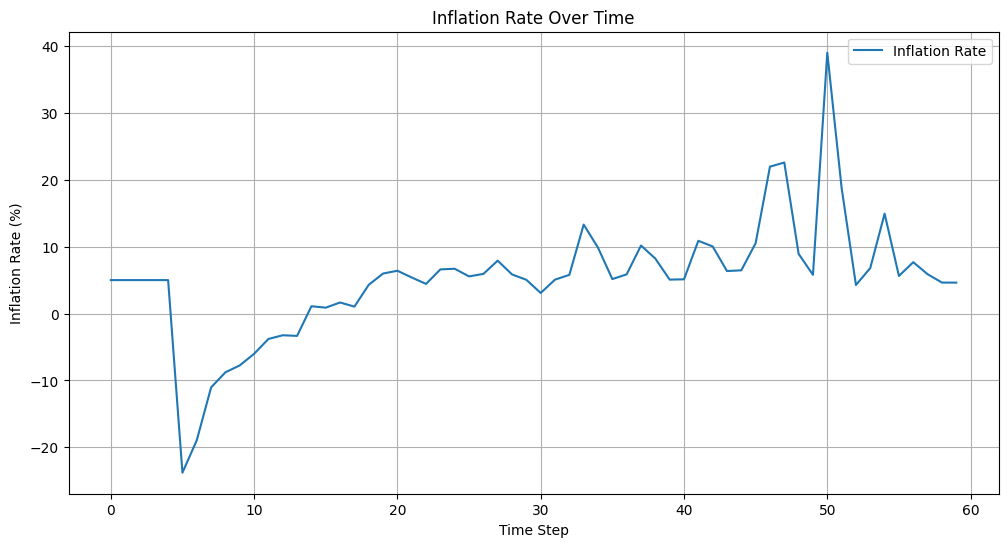 Inflation Rate Over Time
Inflation Rate
Inflation Rate (%)
40
30
20
10
0
−10
−20
0 10 20 30 40 50 60
Time Step